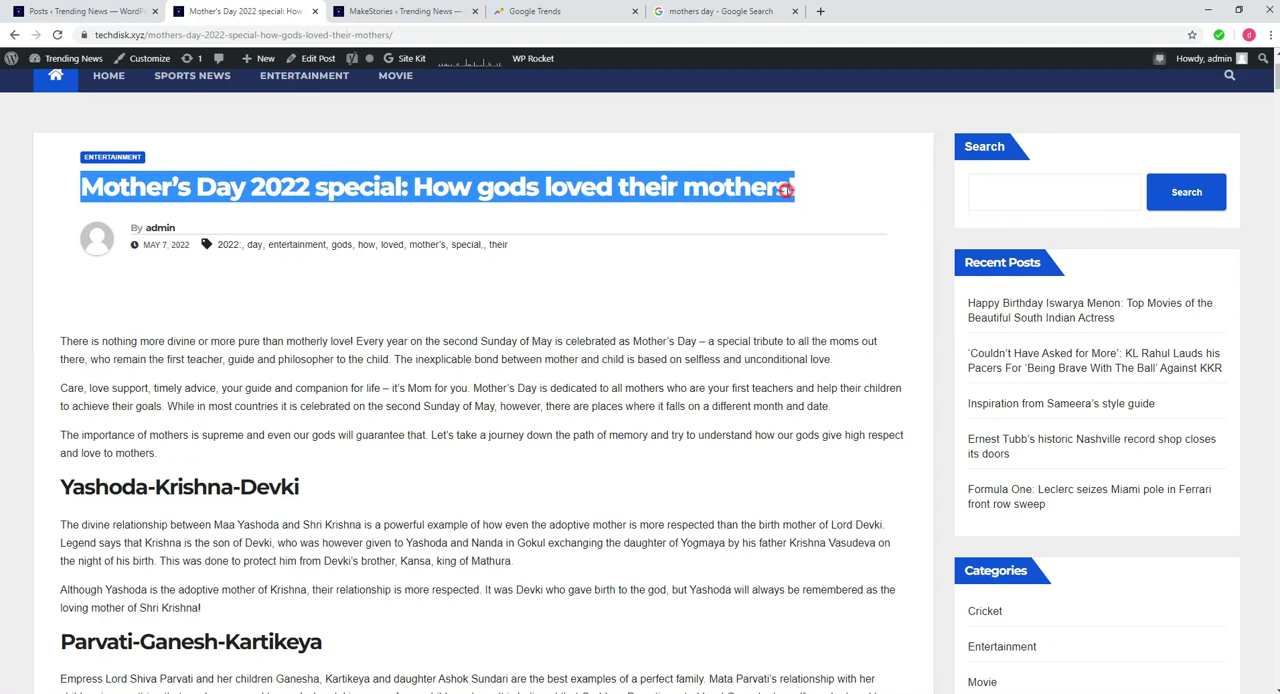 Posts ‹ Trending News — WordP
Mother's Day 2022 special: How
MakeStories ‹ Trending News —
Google Trends
mothers day - Google Search
techdisk.xyz/mothers-day-2022-special-how-gods-loved-their-mothers/
Trending News Customize 1 New Edit Post Site Kit WP Rocket Howdy, admin
HOME SPORTS NEWS ENTERTAINMENT MOVIE
ENTERTAINMENT
Mother’s Day 2022 special: How gods loved their mothers!
By admin
MAY 7, 2022 2022:, day, entertainment, gods, how, loved, mother’s, special,, their
There is nothing more divine or more pure than motherly love! Every year on the second Sunday of May is celebrated as Mother’s Day – a special tribute to all the moms out
there, who remain the first teacher, guide and philosopher to the child. The inexplicable bond between mother and child is based on selfless and unconditional love.
Care, love support, timely advice, your guide and companion for life – it’s Mom for you. Mother’s Day is dedicated to all mothers who are your first teachers and help their children
to achieve their goals. While in most countries it is celebrated on the second Sunday of May, however, there are places where it falls on a different month and date.
The importance of mothers is supreme and even our gods will guarantee that. Let’s take a journey down the path of memory and try to understand how our gods give high respect
and love to mothers.
Yashoda-Krishna-Devki
The divine relationship between Maa Yashoda and Shri Krishna is a powerful example of how even the adoptive mother is more respected than the birth mother of Lord Devki.
Legend says that Krishna is the son of Devki, who was however given to Yashoda and Nanda in Gokul exchanging the daughter of Yogmaya by his father Krishna Vasudeva on
the night of his birth. This was done to protect him from Devki’s brother, Kansa, king of Mathura.
Although Yashoda is the adoptive mother of Krishna, their relationship is more respected. It was Devki who gave birth to the god, but Yashoda will always be remembered as the
loving mother of Shri Krishna!
Parvati-Ganesh-Kartikeya
Empress Lord Shiva Parvati and her children Ganesha, Kartikeya and daughter Ashok Sundari are the best examples of a perfect family. Mata Parvati’s relationship with her
Search
Search
Recent Posts
Happy Birthday Iswarya Menon: Top Movies of the
Beautiful South Indian Actress
‘Couldn’t Have Asked for More’: KL Rahul Lauds his
Pacers For ‘Being Brave With The Ball’ Against KKR
Inspiration from Sameera’s style guide
Ernest Tubb’s historic Nashville record shop closes
its doors
Formula One: Leclerc seizes Miami pole in Ferrari
front row sweep
Categories
Cricket
Entertainment
Movie